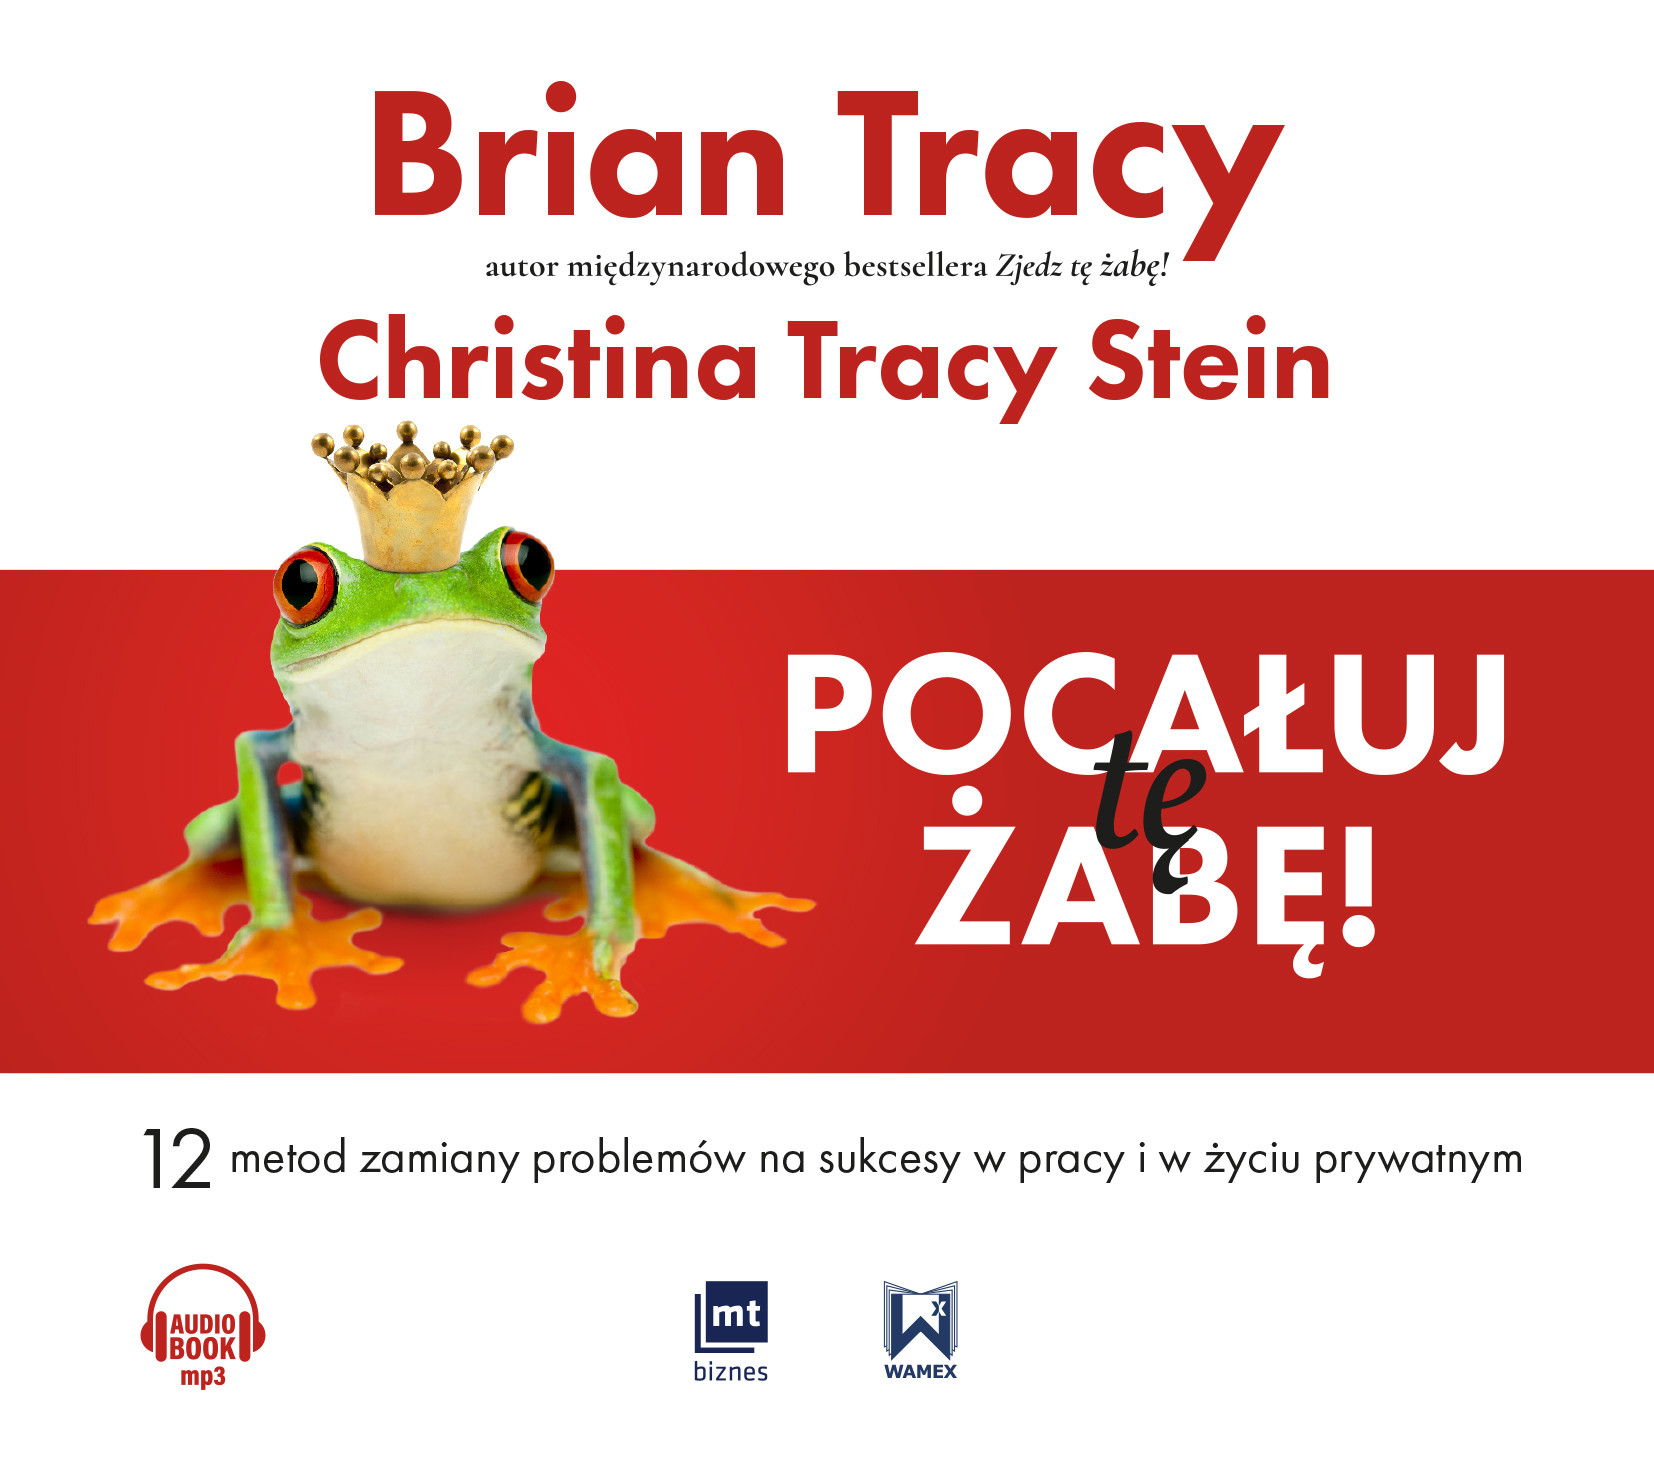 Brian Tracy
autor międzynarodowego bestsellera Zjedz tę żabę!
Christina Tracy Stein
POCAŁUJ
tę
ŻABĘ!
12 metod zamiany problemów na sukcesy w pracy i w życiu prywatnym
AUDIO
BOOK
mp3
mt
biznes
W X
WAMEX